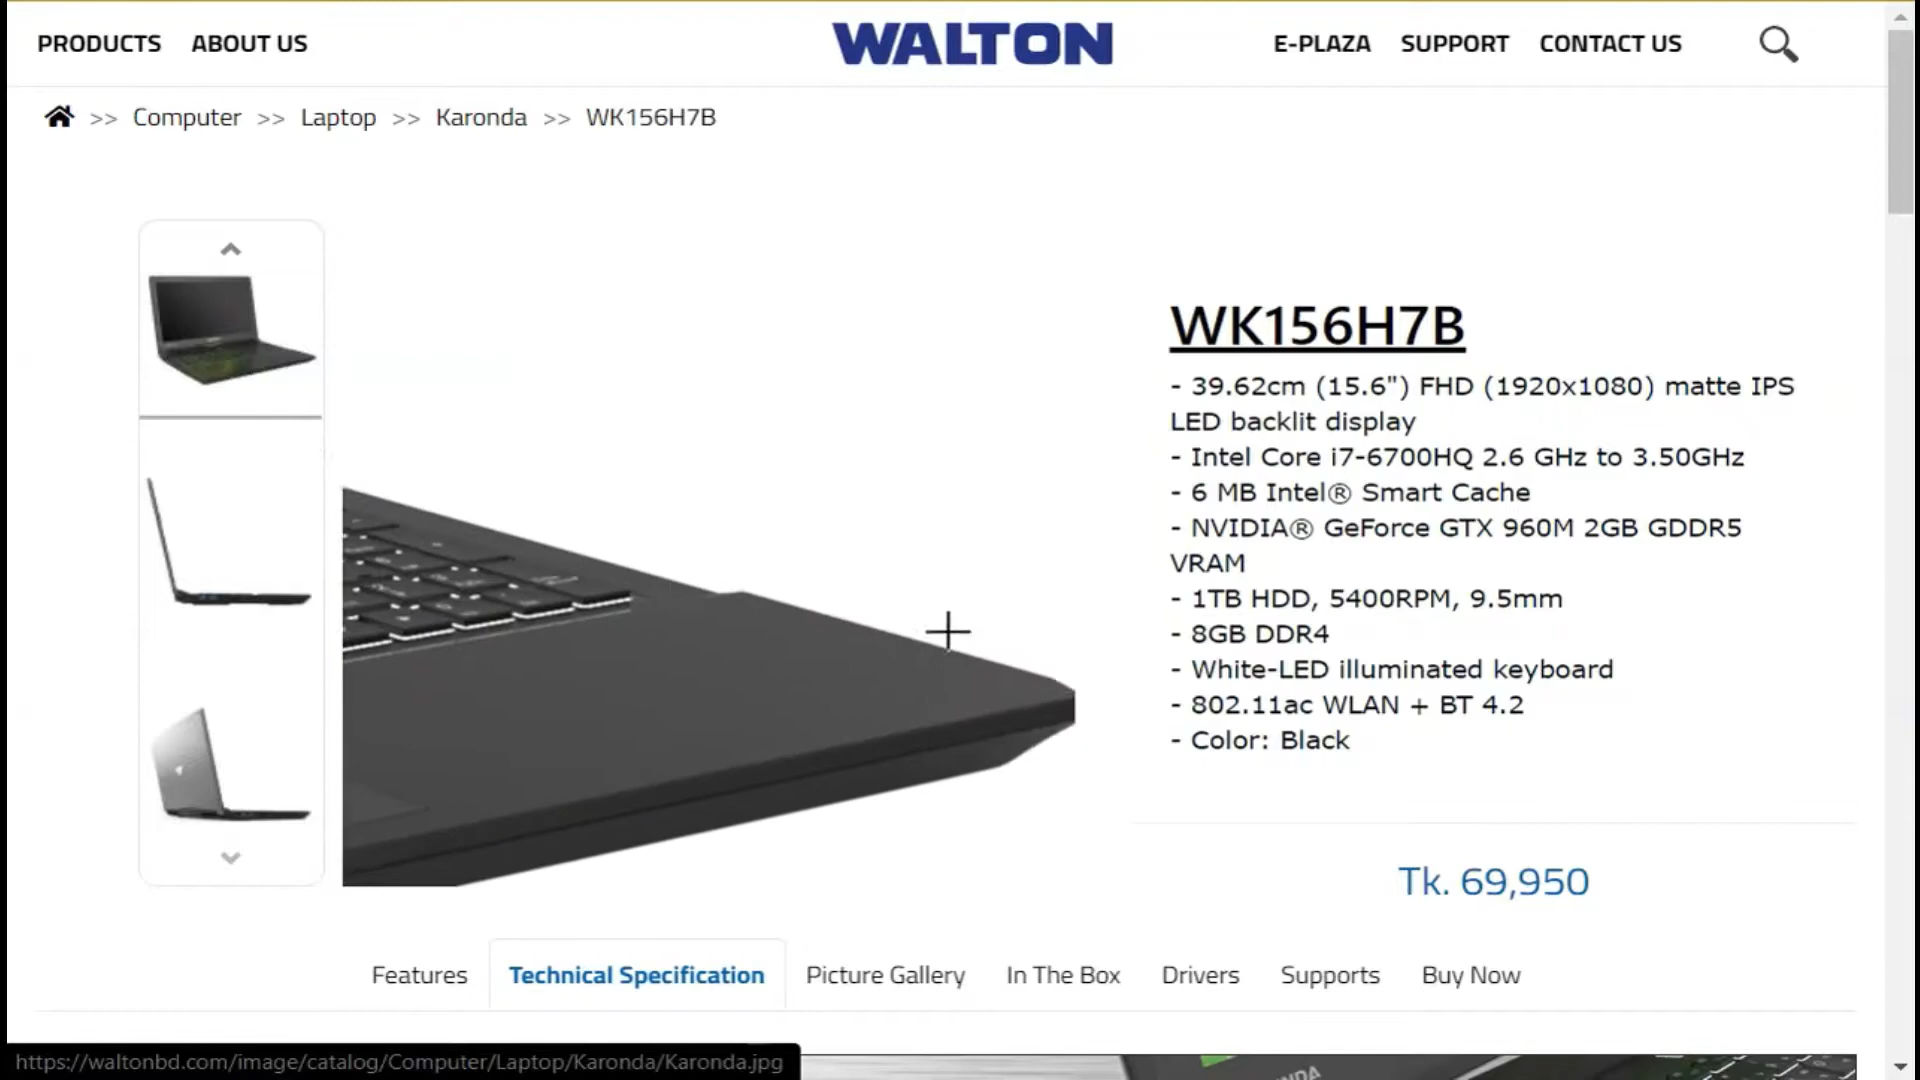 PRODUCTS ABOUT US WALTON E-PLAZA SUPPORT CONTACT US
>> Computer >> Laptop >> Karonda >> WK156H7B
WK156H7B
- 39.62cm (15.6") FHD (1920x1080) matte IPS
LED backlit display
- Intel Core i7-6700HQ 2.6 GHz to 3.50GHz
- 6 MB Intel® Smart Cache
- NVIDIA® GeForce GTX 960M 2GB GDDR5
VRAM
- 1TB HDD, 5400RPM, 9.5mm
- 8GB DDR4
- White-LED illuminated keyboard
- 802.11ac WLAN + BT 4.2
- Color: Black
Tk. 69,950
Features Technical Specification Picture Gallery In The Box Drivers Supports Buy Now
https://waltonbd.com/image/catalog/Computer/Laptop/Karonda/Karonda.jpg